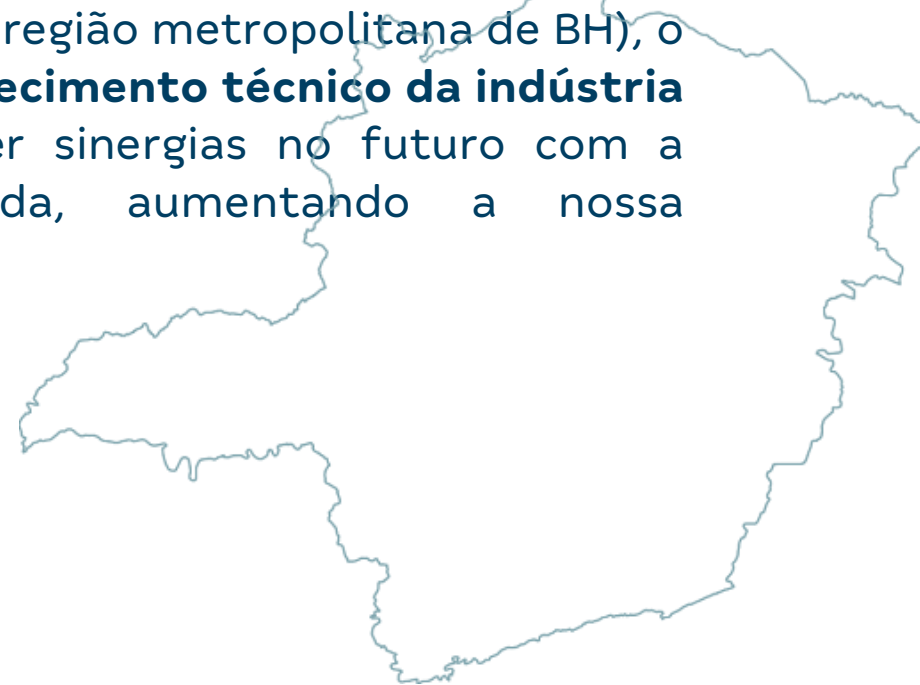 região metropolitana de BH), o
ecimento técnico da indústria
er sinergias no futuro com a
da, aumentando a nossa